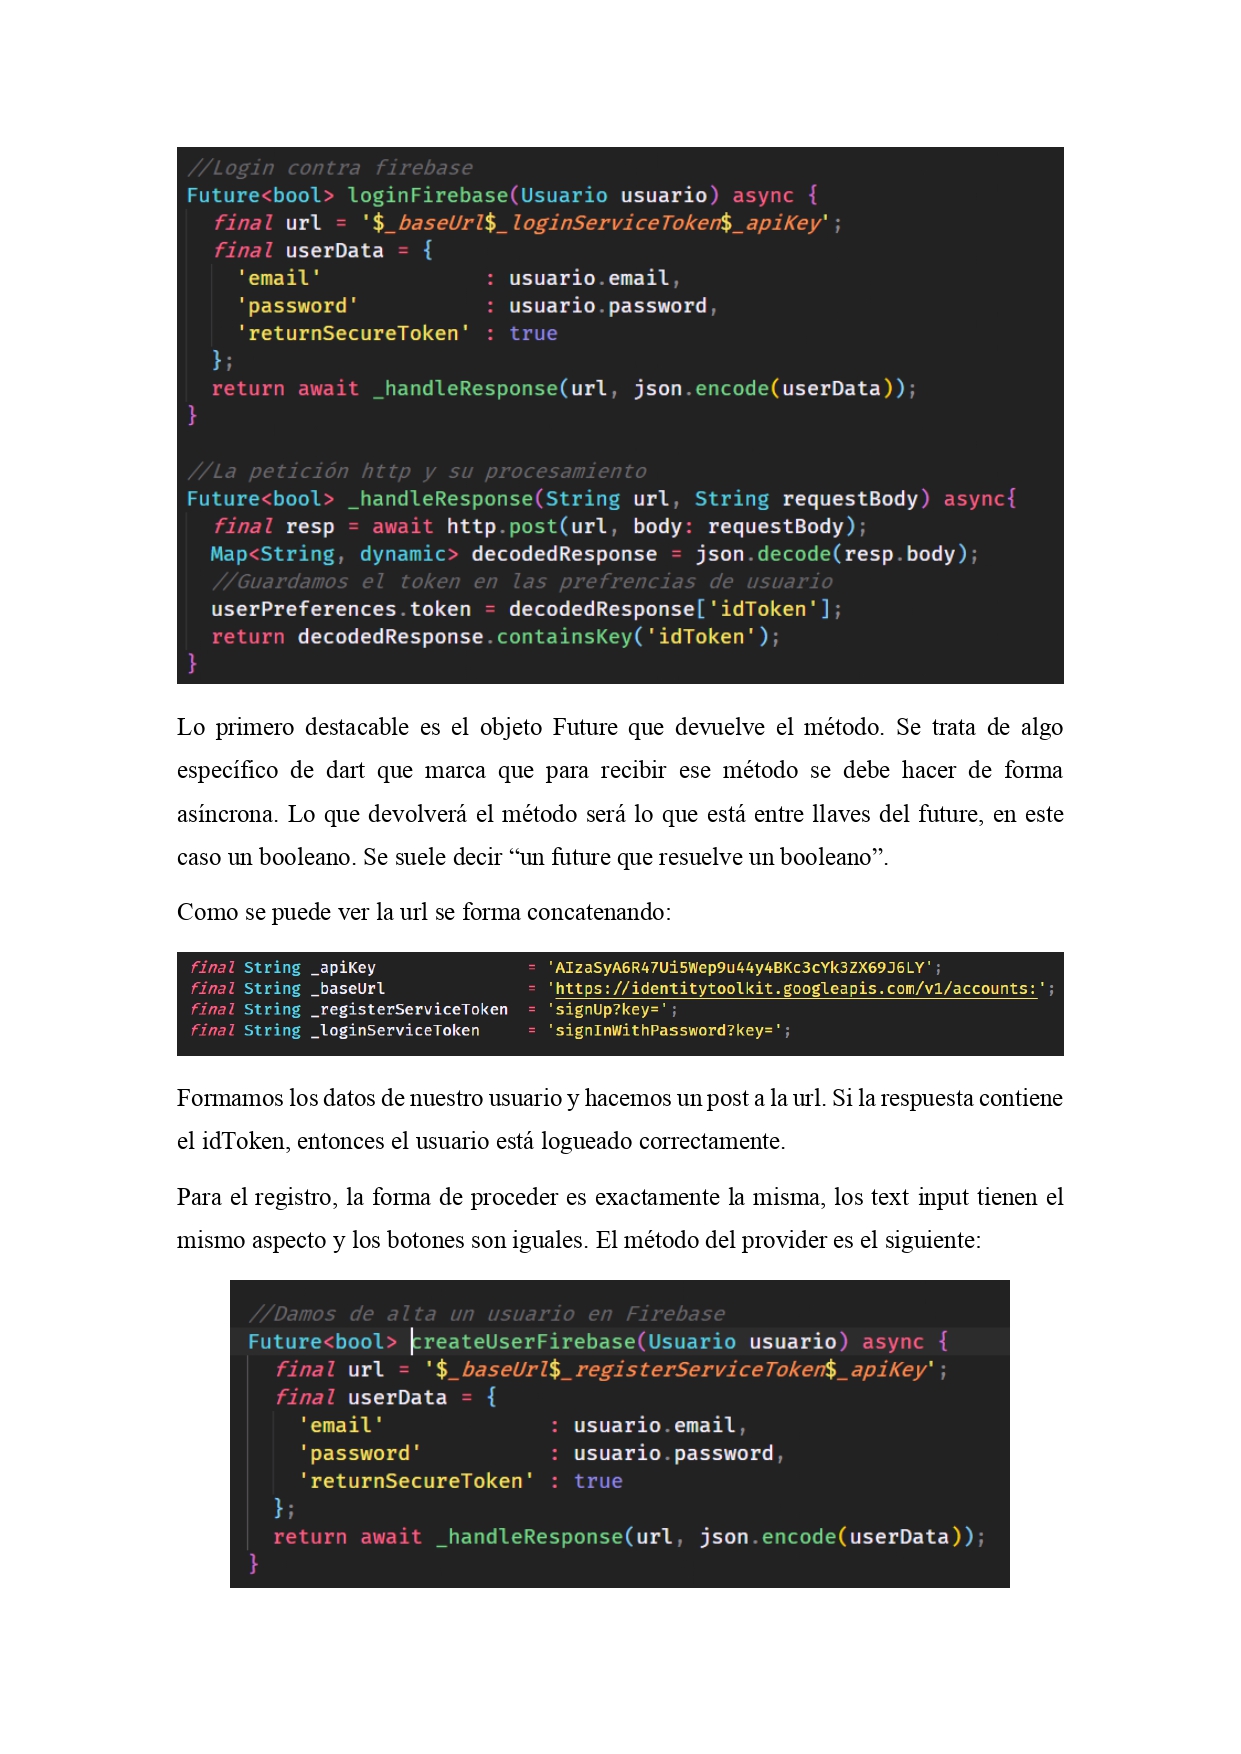 //Login contra firebase
Future<bool> loginFirebase(Usuario usuario) async {
final url = '$_baseUrl$_loginServiceToken$_apiKey';
final userData = {
'email' : usuario.email,
'password' : usuario.password,
'returnSecureToken' : true
};
return await _handleResponse(url, json.encode(userData));
}
//La petición http y su procesamiento
Future<bool> _handleResponse(String url, String requestBody) async{
final resp = await http.post(url, body: requestBody);
Map<String, dynamic> decodedResponse = json.decode(resp.body);
//Guardamos el token en las prefrencias de usuario
userPreferences.token = decodedResponse['idToken'];
return decodedResponse.containsKey('idToken');
}
Lo primero destacable es el objeto Future que devuelve el método. Se trata de algo
específico de dart que marca que para recibir ese método se debe hacer de forma
asíncrona. Lo que devolverá el método será lo que está entre llaves del future, en este
caso un booleano. Se suele decir “un future que resuelve un booleano”.
Como se puede ver la url se forma concatenando:
final String _apiKey = 'AIzaSyA6R47Ui5Wep9u44y4BKc3cYk3ZX69J6LY';
final String _baseUrl = 'https://identitytoolkit.googleapis.com/v1/accounts:';
final String _registerServiceToken = 'signUp?key=';
final String _loginServiceToken = 'signInWithPassword?key=';
Formamos los datos de nuestro usuario y hacemos un post a la url. Si la respuesta contiene
el idToken, entonces el usuario está logueado correctamente.
Para el registro, la forma de proceder es exactamente la misma, los text input tienen el
mismo aspecto y los botones son iguales. El método del provider es el siguiente:
//Damos de alta un usuario en Firebase
Future<bool> createUserFirebase(Usuario usuario) async {
final url = '$_baseUrl$_registerServiceToken$_apiKey';
final userData = {
'email' : usuario.email,
'password' : usuario.password,
'returnSecureToken' : true
};
return await _handleResponse(url, json.encode(userData));
}